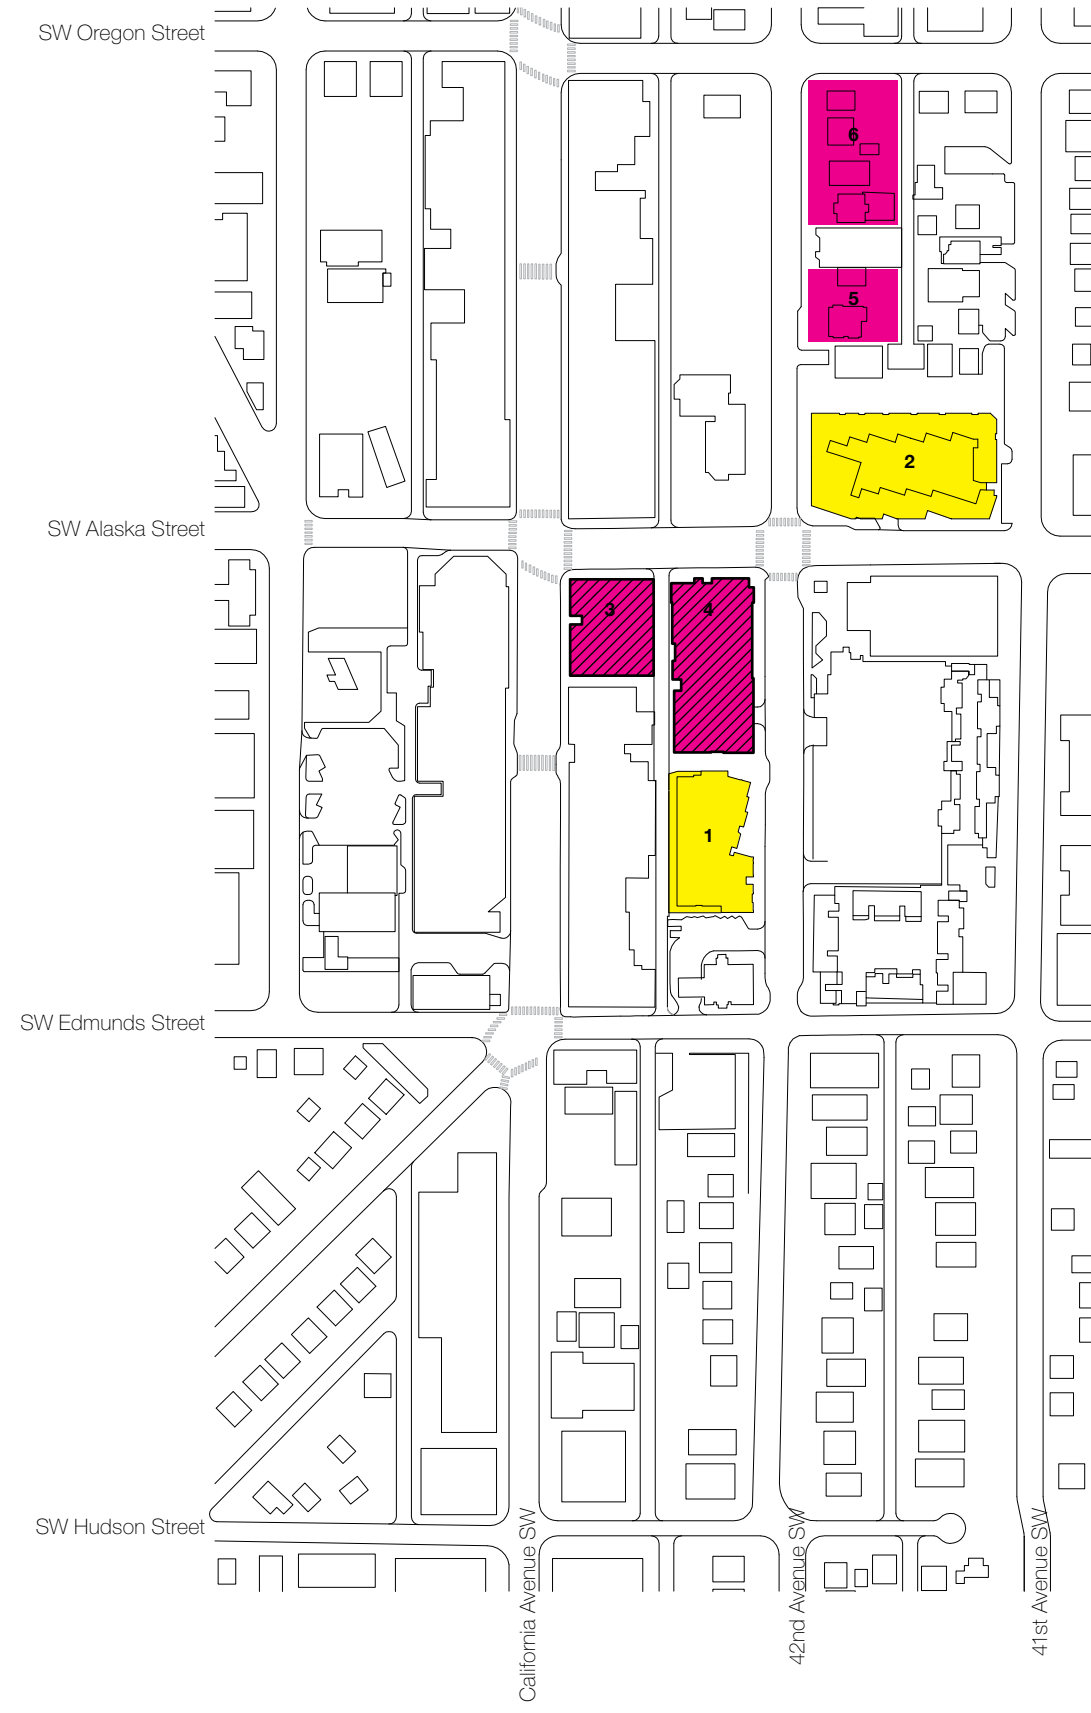 SW Oregon Street
6
5
2
SW Alaska Street
3
4
1
SW Edmunds Street
SW Hudson Street
California Avenue SW
42nd Avenue SW
41st Avenue SW